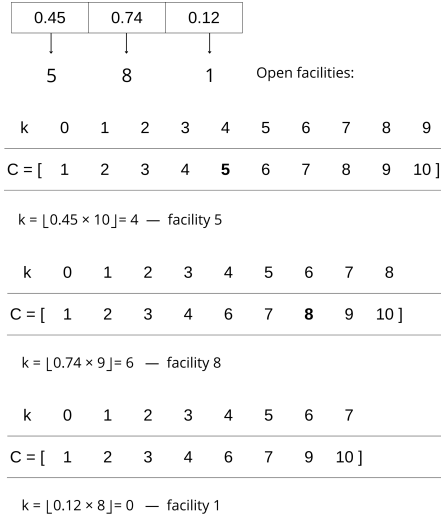 0.45 0.74 0.12
5 8 1 Open facilities:
k 0 1 2 3 4 5 6 7 8 9
C = [ 1 2 3 4 5 6 7 8 9 10 ]
k = ⌊0.45 × 10⌋= 4 — facility 5
k 0 1 2 3 4 5 6 7 8
C = [ 1 2 3 4 6 7 8 9 10 ]
k = ⌊0.74 × 9⌋= 6 — facility 8
k 0 1 2 3 4 5 6 7
C = [ 1 2 3 4 6 7 9 10 ]
k = ⌊0.12 × 8⌋= 0 — facility 1